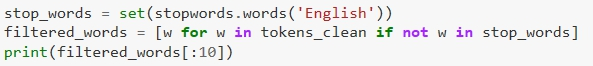 stop_words = set(stopwords.words('English'))
filtered_words = [w for w in tokens_clean if not w in stop_words]
print(filtered_words[:10])